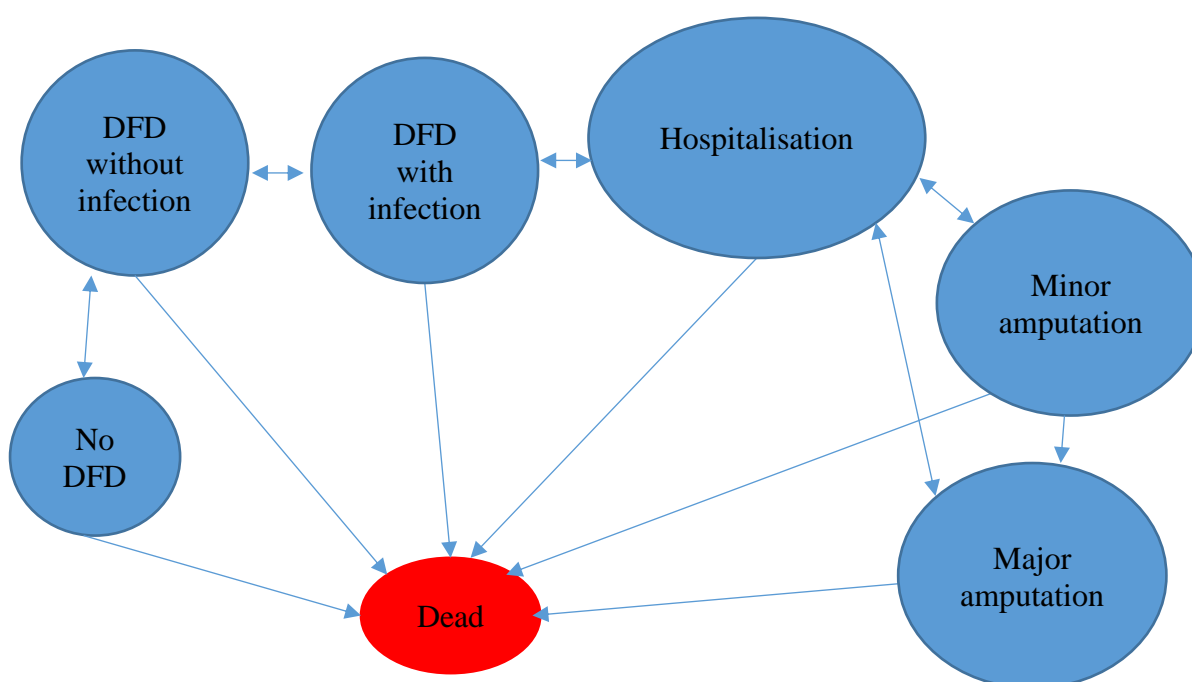 DFD
without
infection
DFD
with
infection
Hospitalisation
Minor
amputation
No
DFD
Major
amputation
Dead